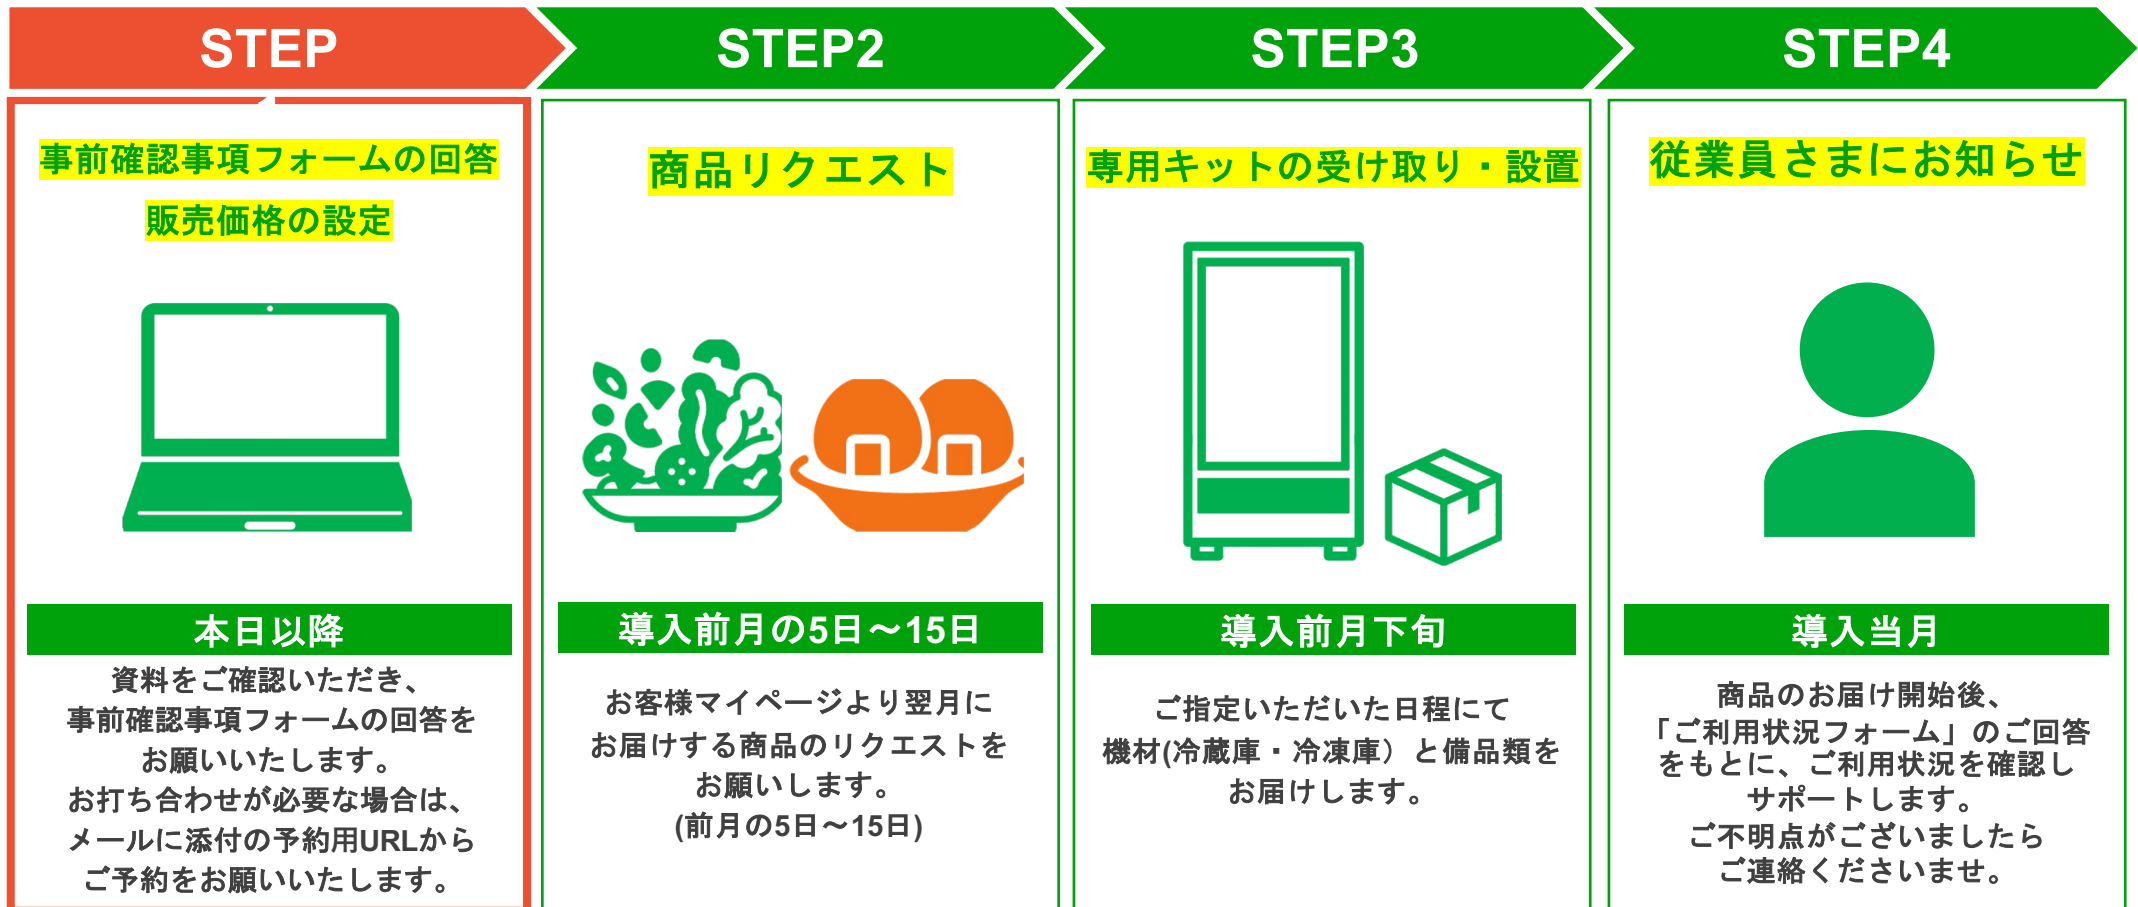 STEP
事前確認事項フォームの回答
販売価格の設定
本日以降
資料をご確認いただき、
事前確認事項フォームの回答を
お願いいたします。
お打ち合わせが必要な場合は、
メールに添付の予約用URLから
ご予約をお願いいたします。
STEP2
商品リクエスト
導入前月の5日〜15日
お客様マイページより翌月に
お届けする商品のリクエストを
お願いします。
(前月の5日〜15日)
STEP3
専用キットの受け取り・設置
導入前月下旬
ご指定いただいた日程にて
機材(冷蔵庫・冷凍庫）と備品類を
お届けします。
STEP4
従業員さまにお知らせ
導入当月
商品のお届け開始後、
「ご利用状況フォーム」のご回答
をもとに、ご利用状況を確認し
サポートします。
ご不明点がございましたら
ご連絡くださいませ。